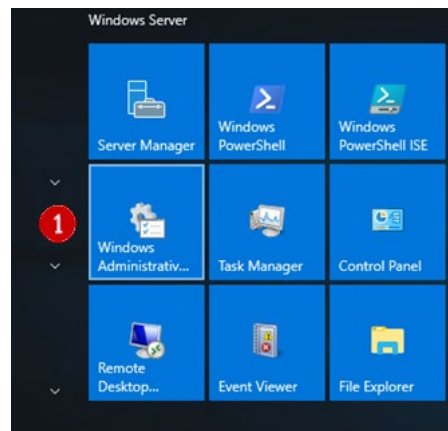 Windows Server
Server Manager
Windows
PowerShell
Windows
PowerShell ISE
1
Windows
Administrativ...
Task Manager
Control Panel
Remote
Desktop...
Event Viewer
File Explorer